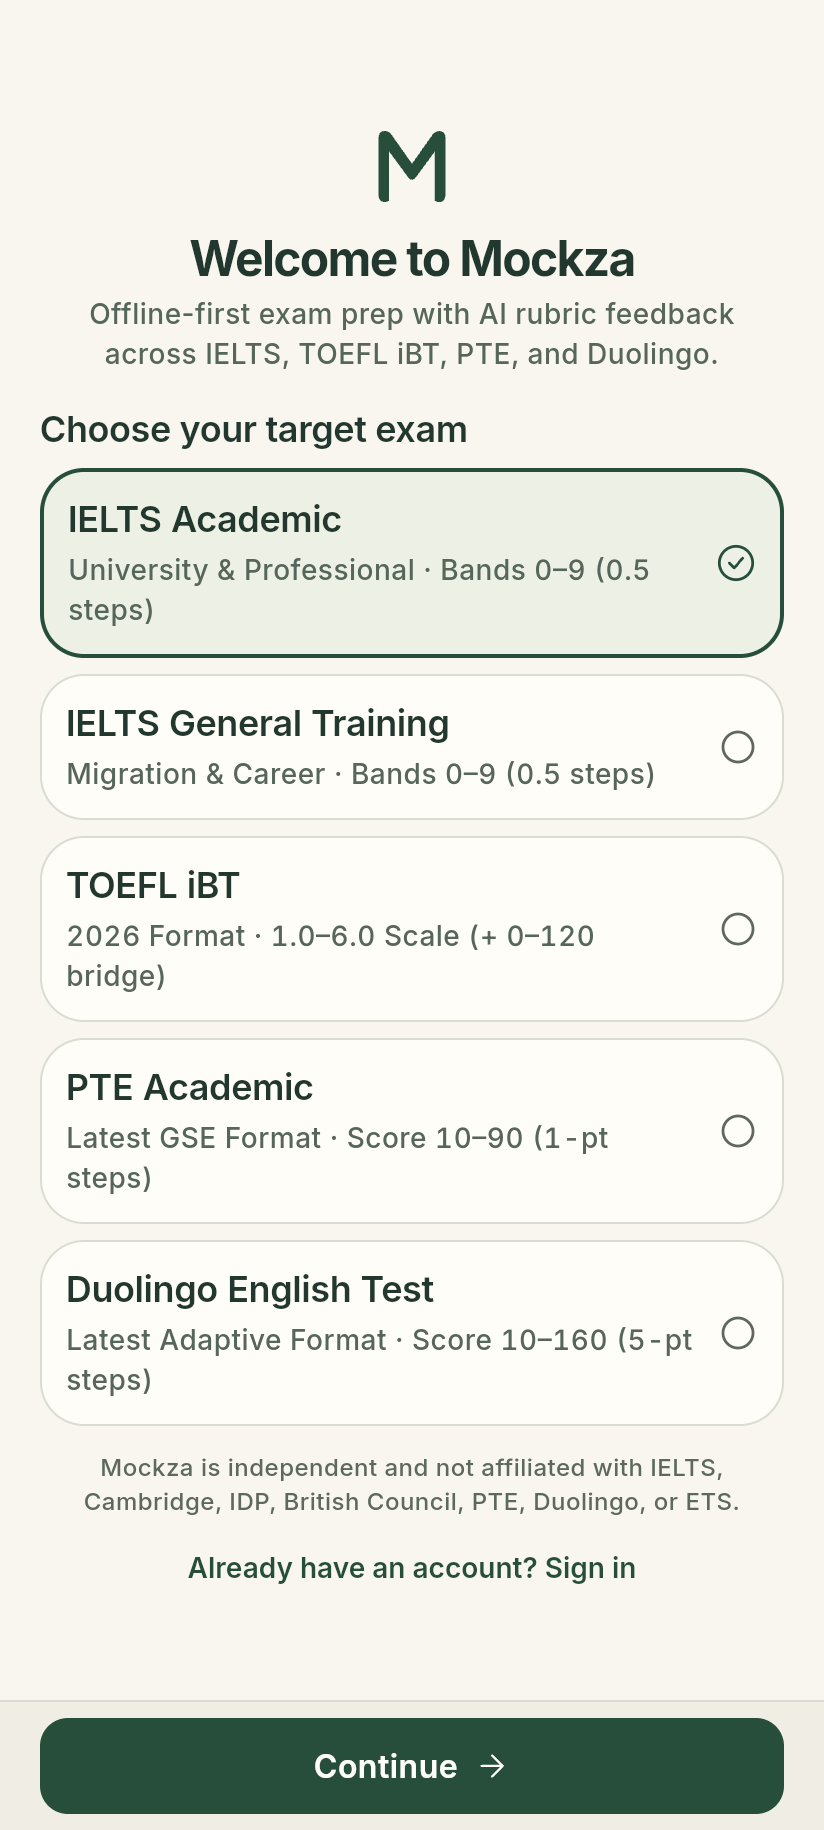 M
Welcome to Mockza
Offline-first exam prep with AI rubric feedback
across IELTS, TOEFL iBT, PTE, and Duolingo.
Choose your target exam
IELTS Academic
University & Professional · Bands 0–9 (0.5
steps)
IELTS General Training
Migration & Career · Bands 0–9 (0.5 steps)
TOEFL iBT
2026 Format · 1.0–6.0 Scale (+ 0–120
bridge)
PTE Academic
Latest GSE Format · Score 10–90 (1-pt
steps)
Duolingo English Test
Latest Adaptive Format · Score 10–160 (5-pt
steps)
Mockza is independent and not affiliated with IELTS,
Cambridge, IDP, British Council, PTE, Duolingo, or ETS.
Already have an account? Sign in
Continue →